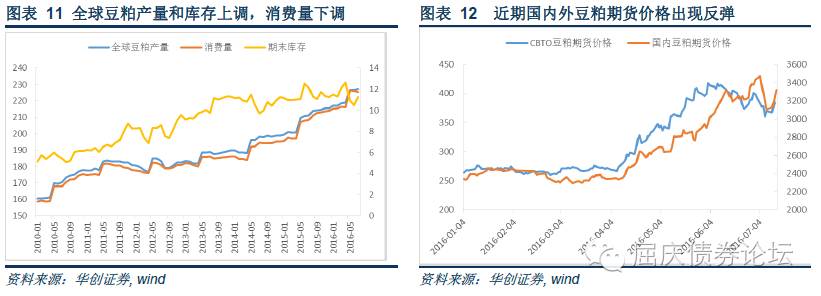 图表 11 全球豆粕产量和库存上调，消费量下调
全球豆粕产量 消费量 期末库存
230 12
220 10
210
200 8
190 6
180 4
170
160 2
150 0
2010-01 2010-05 2010-09 2011-01 2011-05 2011-09 2012-01 2012-05 2012-09 2013-01 2013-05 2013-09 2014-01 2014-05 2014-09 2015-01 2015-05 2015-09 2016-01 2016-05
资料来源：华创证券, wind
图表 12 近期国内外豆粕期货价格出现反弹
CBTO豆粕期货价格 国内豆粕期货价格
450 3600
3400
400 3200
350 3000
2800
300 2600
2400
250 2200
200 2000
2016-01-04 2016-02-04 2016-03-04 2016-04-04 2016-05-04 2016-06-04 2016-07-04
资料来源：华创证券, wind
屈庆债券论坛